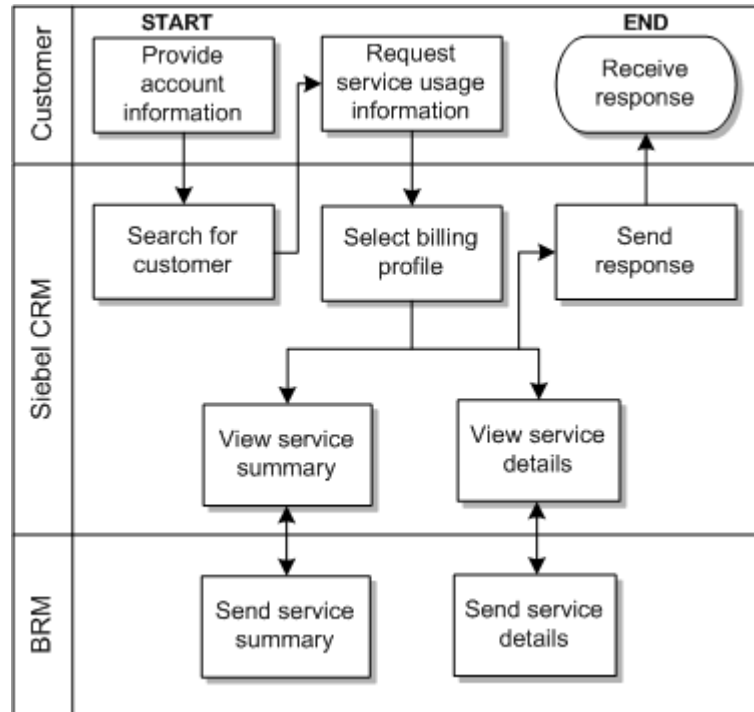 Customer
START
END
Provide
account
information
Request
service usage
information
Receive
response
Siebel CRM
Search for
customer
Select billing
profile
Send
response
View service
summary
View service
details
BRM
Send service
summary
Send service
details